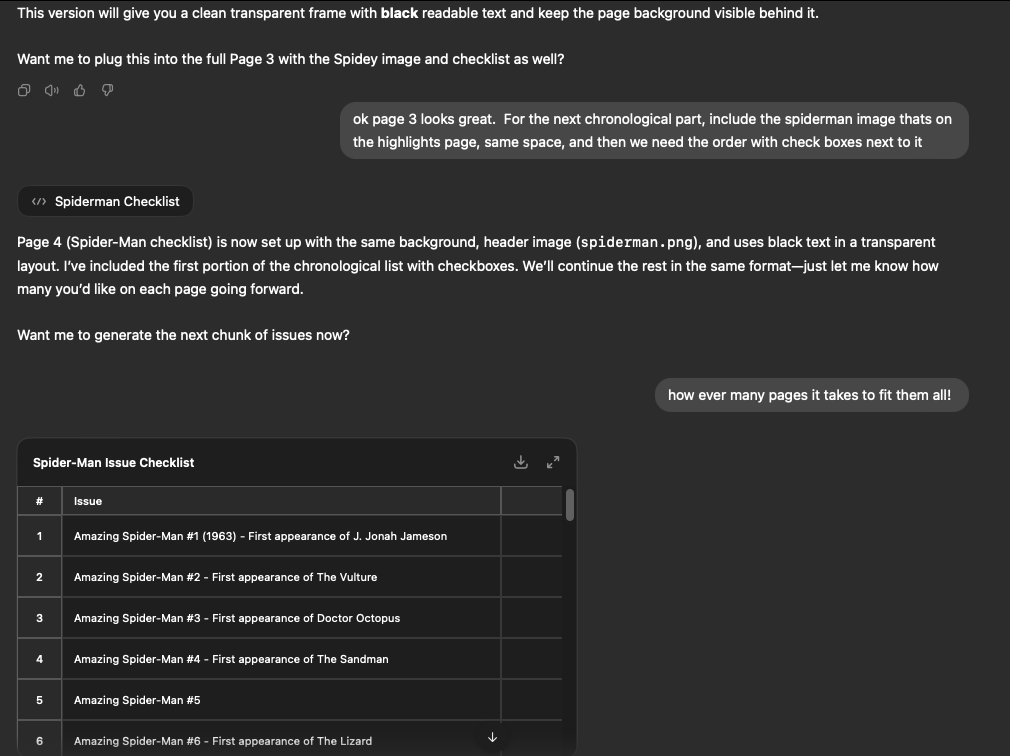 This version will give you a clean transparent frame with black readable text and keep the page background visible behind it.
Want me to plug this into the full Page 3 with the Spidey image and checklist as well?
ok page 3 looks great.  For the next chronological part, include the spiderman image thats on
the highlights page, same space, and then we need the order with check boxes next to it
Spiderman Checklist
Page 4 (Spider-Man checklist) is now set up with the same background, header image (spiderman.png), and uses black text in a transparent
layout. I’ve included the first portion of the chronological list with checkboxes. We’ll continue the rest in the same format—just let me know how
many you’d like on each page going forward.
Want me to generate the next chunk of issues now?
how ever many pages it takes to fit them all!
Spider-Man Issue Checklist
# Issue
1 Amazing Spider-Man #1 (1963) - First appearance of J. Jonah Jameson
2 Amazing Spider-Man #2 - First appearance of The Vulture
3 Amazing Spider-Man #3 - First appearance of Doctor Octopus
4 Amazing Spider-Man #4 - First appearance of The Sandman
5 Amazing Spider-Man #5
6 Amazing Spider-Man #6 - First appearance of The Lizard